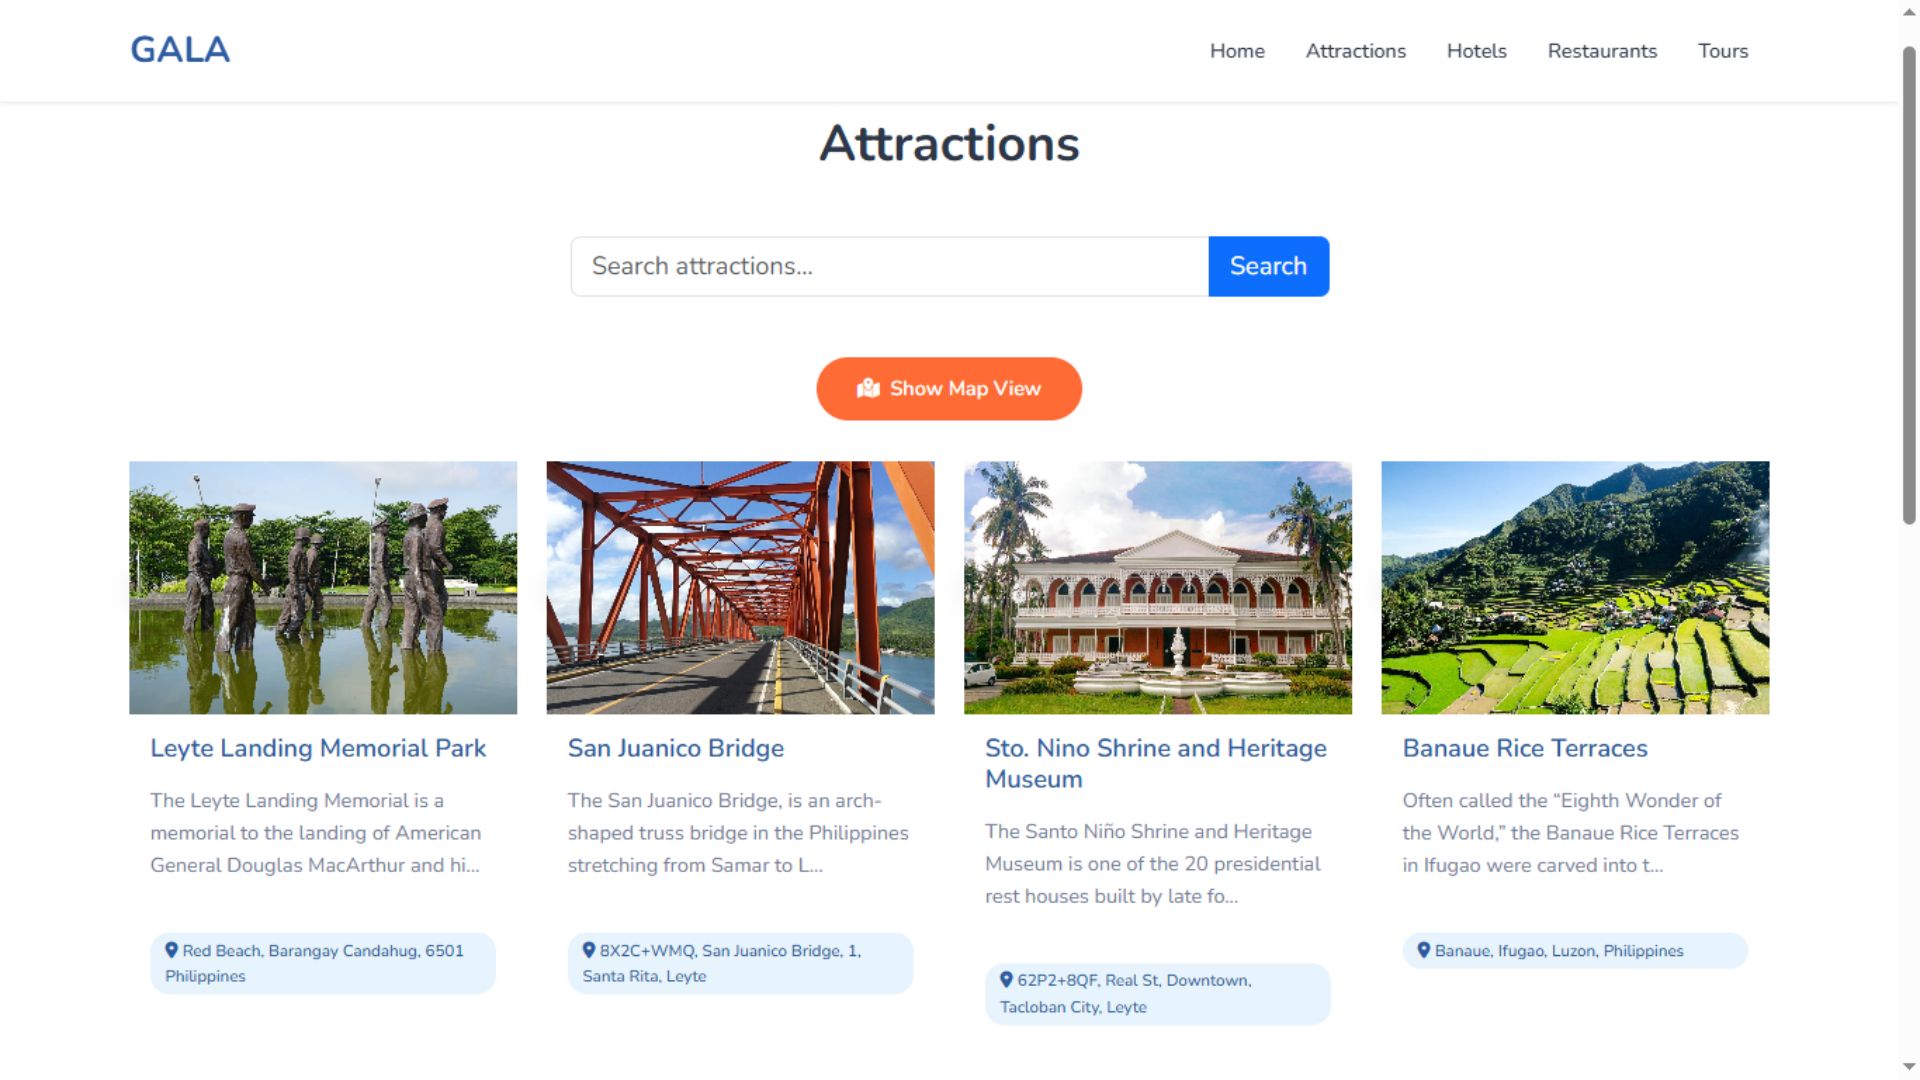 GALA
Home
Attractions
Hotels
Restaurants
Tours
Attractions
Search attractions...
Search
Show Map View
Leyte Landing Memorial Park
The Leyte Landing Memorial is a
memorial to the landing of American
General Douglas MacArthur and hi...
Red Beach, Barangay Candahug, 6501
Philippines
San Juanico Bridge
The San Juanico Bridge, is an arch-
shaped truss bridge in the Philippines
stretching from Samar to L...
8X2C+WMQ, San Juanico Bridge, 1,
Santa Rita, Leyte
Sto. Nino Shrine and Heritage
Museum
The Santo Niño Shrine and Heritage
Museum is one of the 20 presidential
rest houses built by late fo...
62P2+8QF, Real St, Downtown,
Tacloban City, Leyte
Banaue Rice Terraces
Often called the “Eighth Wonder of
the World,” the Banaue Rice Terraces
in Ifugao were carved into t...
Banaue, Ifugao, Luzon, Philippines